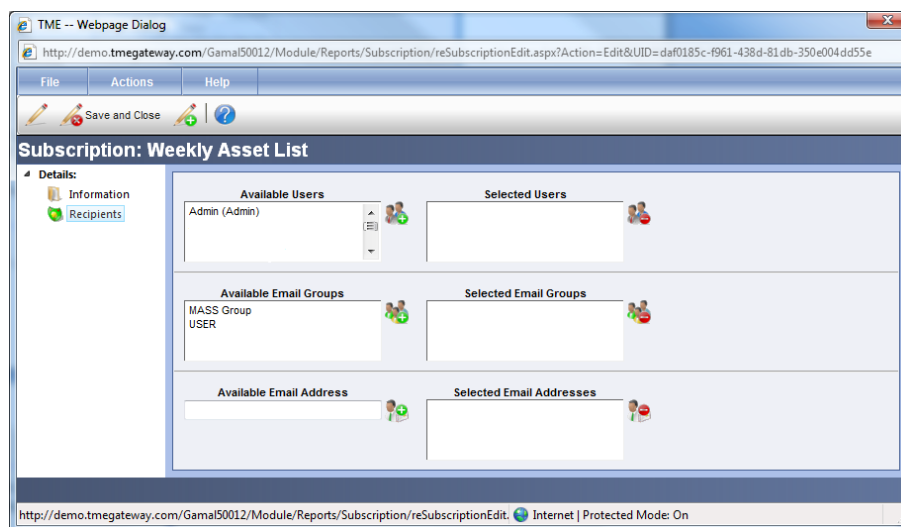 TME -- Webpage Dialog
http://demo.tmegateway.com/Gamal50012/Module/Reports/Subscription/reSubscriptionEdit.aspx?Action=Edit&UID=daf0185c-f961-438d-81db-350e004dd55e
File Actions Help
Save and Close
Subscription: Weekly Asset List
Details:
Information
Recipients
Available Users Selected Users
Admin (Admin)
Available Email Groups Selected Email Groups
MASS Group
USER
Available Email Address Selected Email Addresses
http://demo.tmegateway.com/Gamal50012/Module/Reports/Subscription/reSubscriptionEdit. Internet | Protected Mode: On